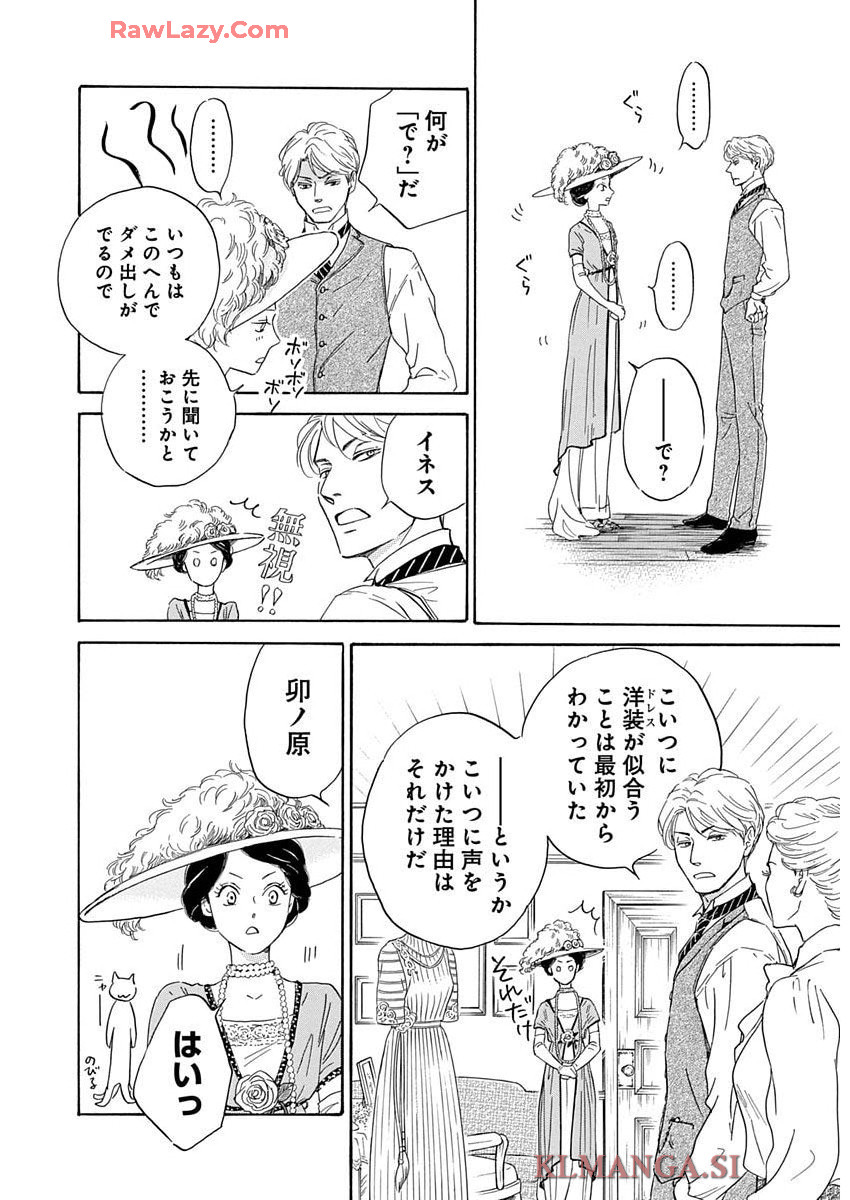 RawLazy.Com
………
ぐら
ぐら
………
――で？
何が
「で？」だ
………
いつもは
このへんで
ダメ出しが
でるので
先に聞いて
おこうかと
…………
ボソボソ
ボソ
イネス
無視!!
こいつに
洋装が似合う
ドレス
ことは最初から
わかっていた
――というか
こいつに声を
かけた理由は
それだけだ
それだけ
卯ノ原
はいっ
ニャー
のびる
KLMANGA.SI